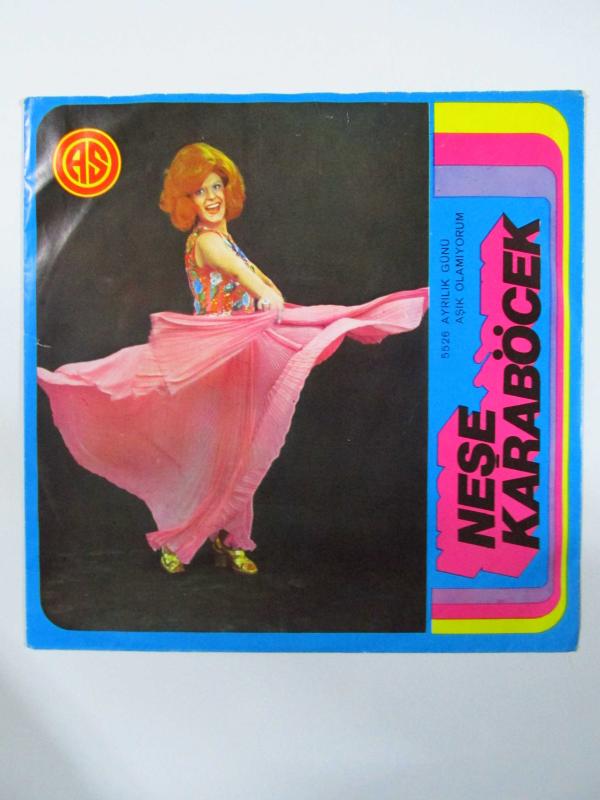 AS
5526 AYRILIK GÜNÜ
AŞIK OLAMIYORUM
NEŞE
KARABÖCEK